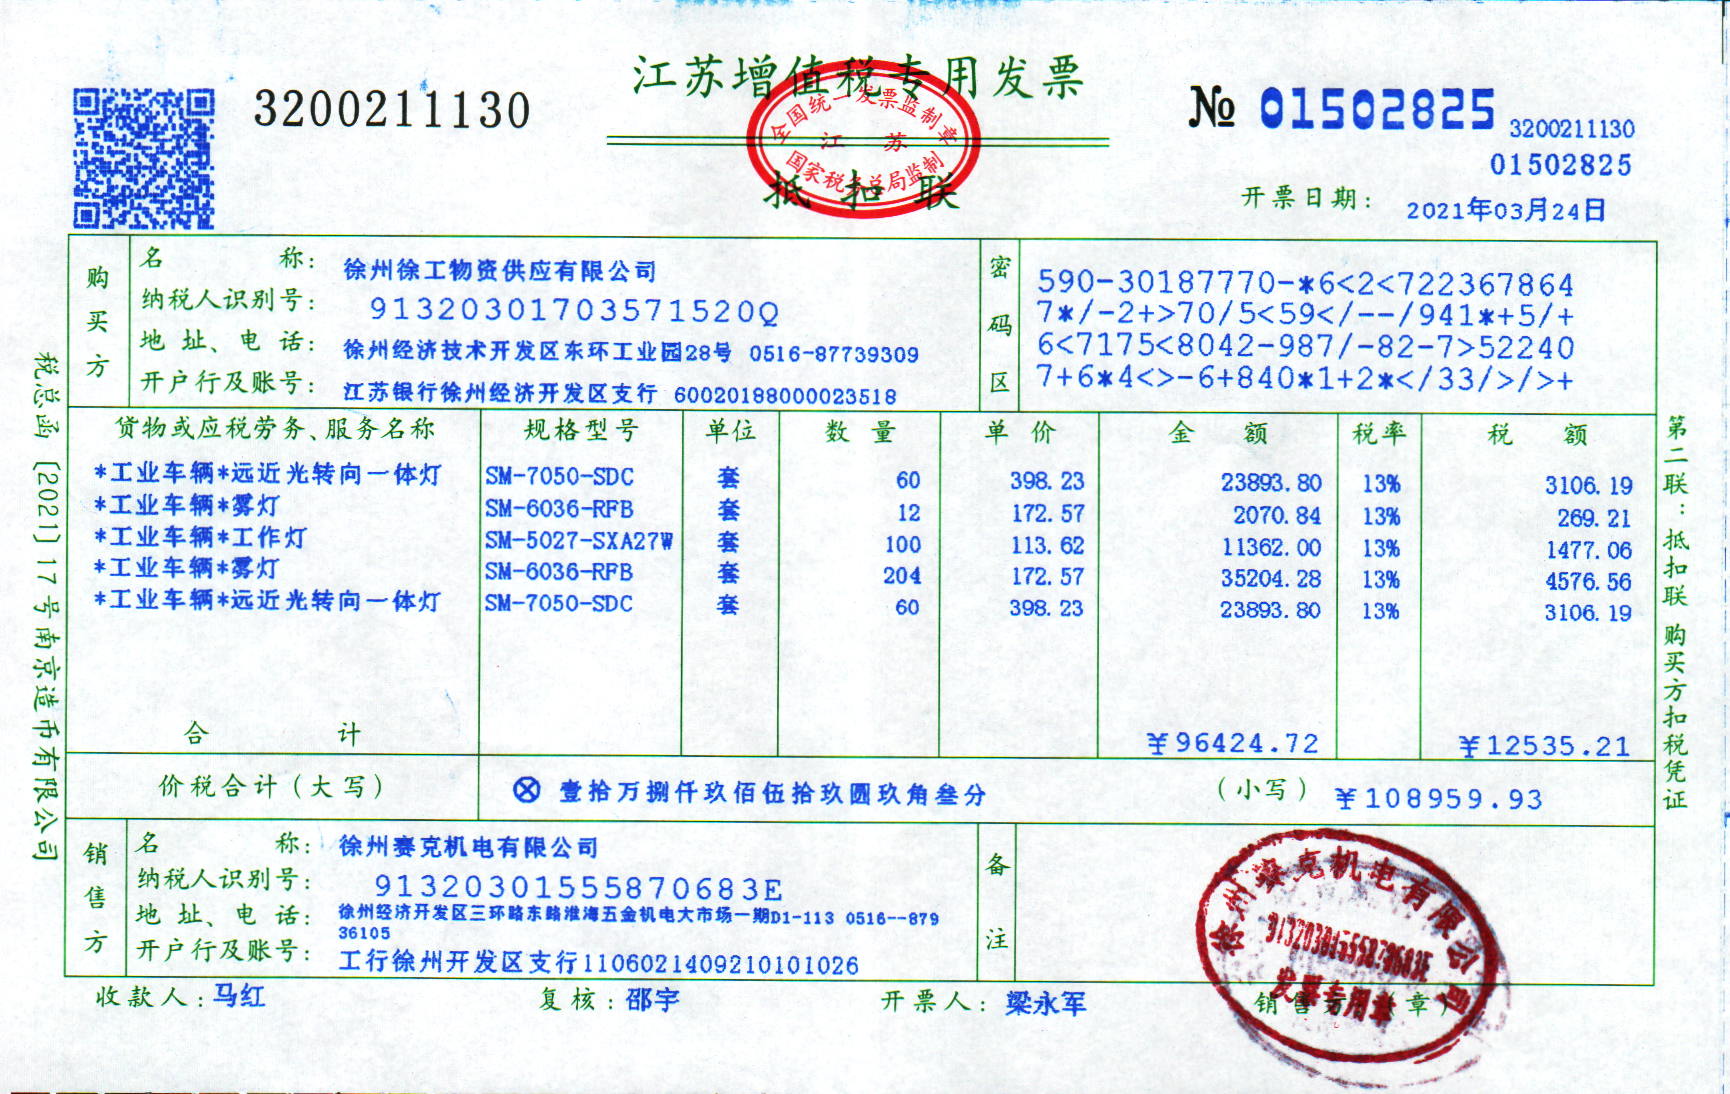 江苏增值税专用发票
3200211130
全国统一发票监制章
江 苏
国家税务总局监制
抵扣联
№ 01502825
3200211130
01502825
开票日期: 2021年03月24日
购买方
名 称: 徐州徐工物资供应有限公司
纳税人识别号: 91320301703571520Q
地 址、电 话: 徐州经济技术开发区东环工业园28号 0516-87739309
开户行及账号: 江苏银行徐州经济开发区支行 60020188000023518
密码区
590-30187770-*6<2<722367864
7*/-2+>70/5<59</--/941*+5/+
6<7175<8042-987/-82-7>52240
7+6*4<>-6+840*1+2*</33/>/>+
货物或应税劳务、服务名称 规格型号 单位 数 量 单 价 金 额 税率 税 额
*工业车辆*远近光转向一体灯 SM-7050-SDC 套 60 398.23 23893.80 13% 3106.19
*工业车辆*雾灯 SM-6036-RFB 套 12 172.57 2070.84 13% 269.21
*工业车辆*工作灯 SM-5027-SXA27W 套 100 113.62 11362.00 13% 1477.06
*工业车辆*雾灯 SM-6036-RFB 套 204 172.57 35204.28 13% 4576.56
*工业车辆*远近光转向一体灯 SM-7050-SDC 套 60 398.23 23893.80 13% 3106.19
合 计 ¥96424.72 ¥12535.21
价税合计(大写) ⊗ 壹拾万捌仟玖佰伍拾玖圆玖角叁分 (小写) ¥108959.93
销售方
名 称: 徐州赛克机电有限公司
纳税人识别号: 91320301555870683E
地 址、电 话: 徐州经济开发区三环路东路淮海五金机电大市场一期D1-113 0516--879
36105
开户行及账号: 工行徐州开发区支行1106021409210101026
备注
收款人: 马红 复核: 邵宇 开票人: 梁永军 销售方(章)
徐州赛克机电有限公司
91320301555870683E
发票专用章
税总函〔2021〕17号南京造币有限公司
第二联:抵扣联 购买方扣税凭证